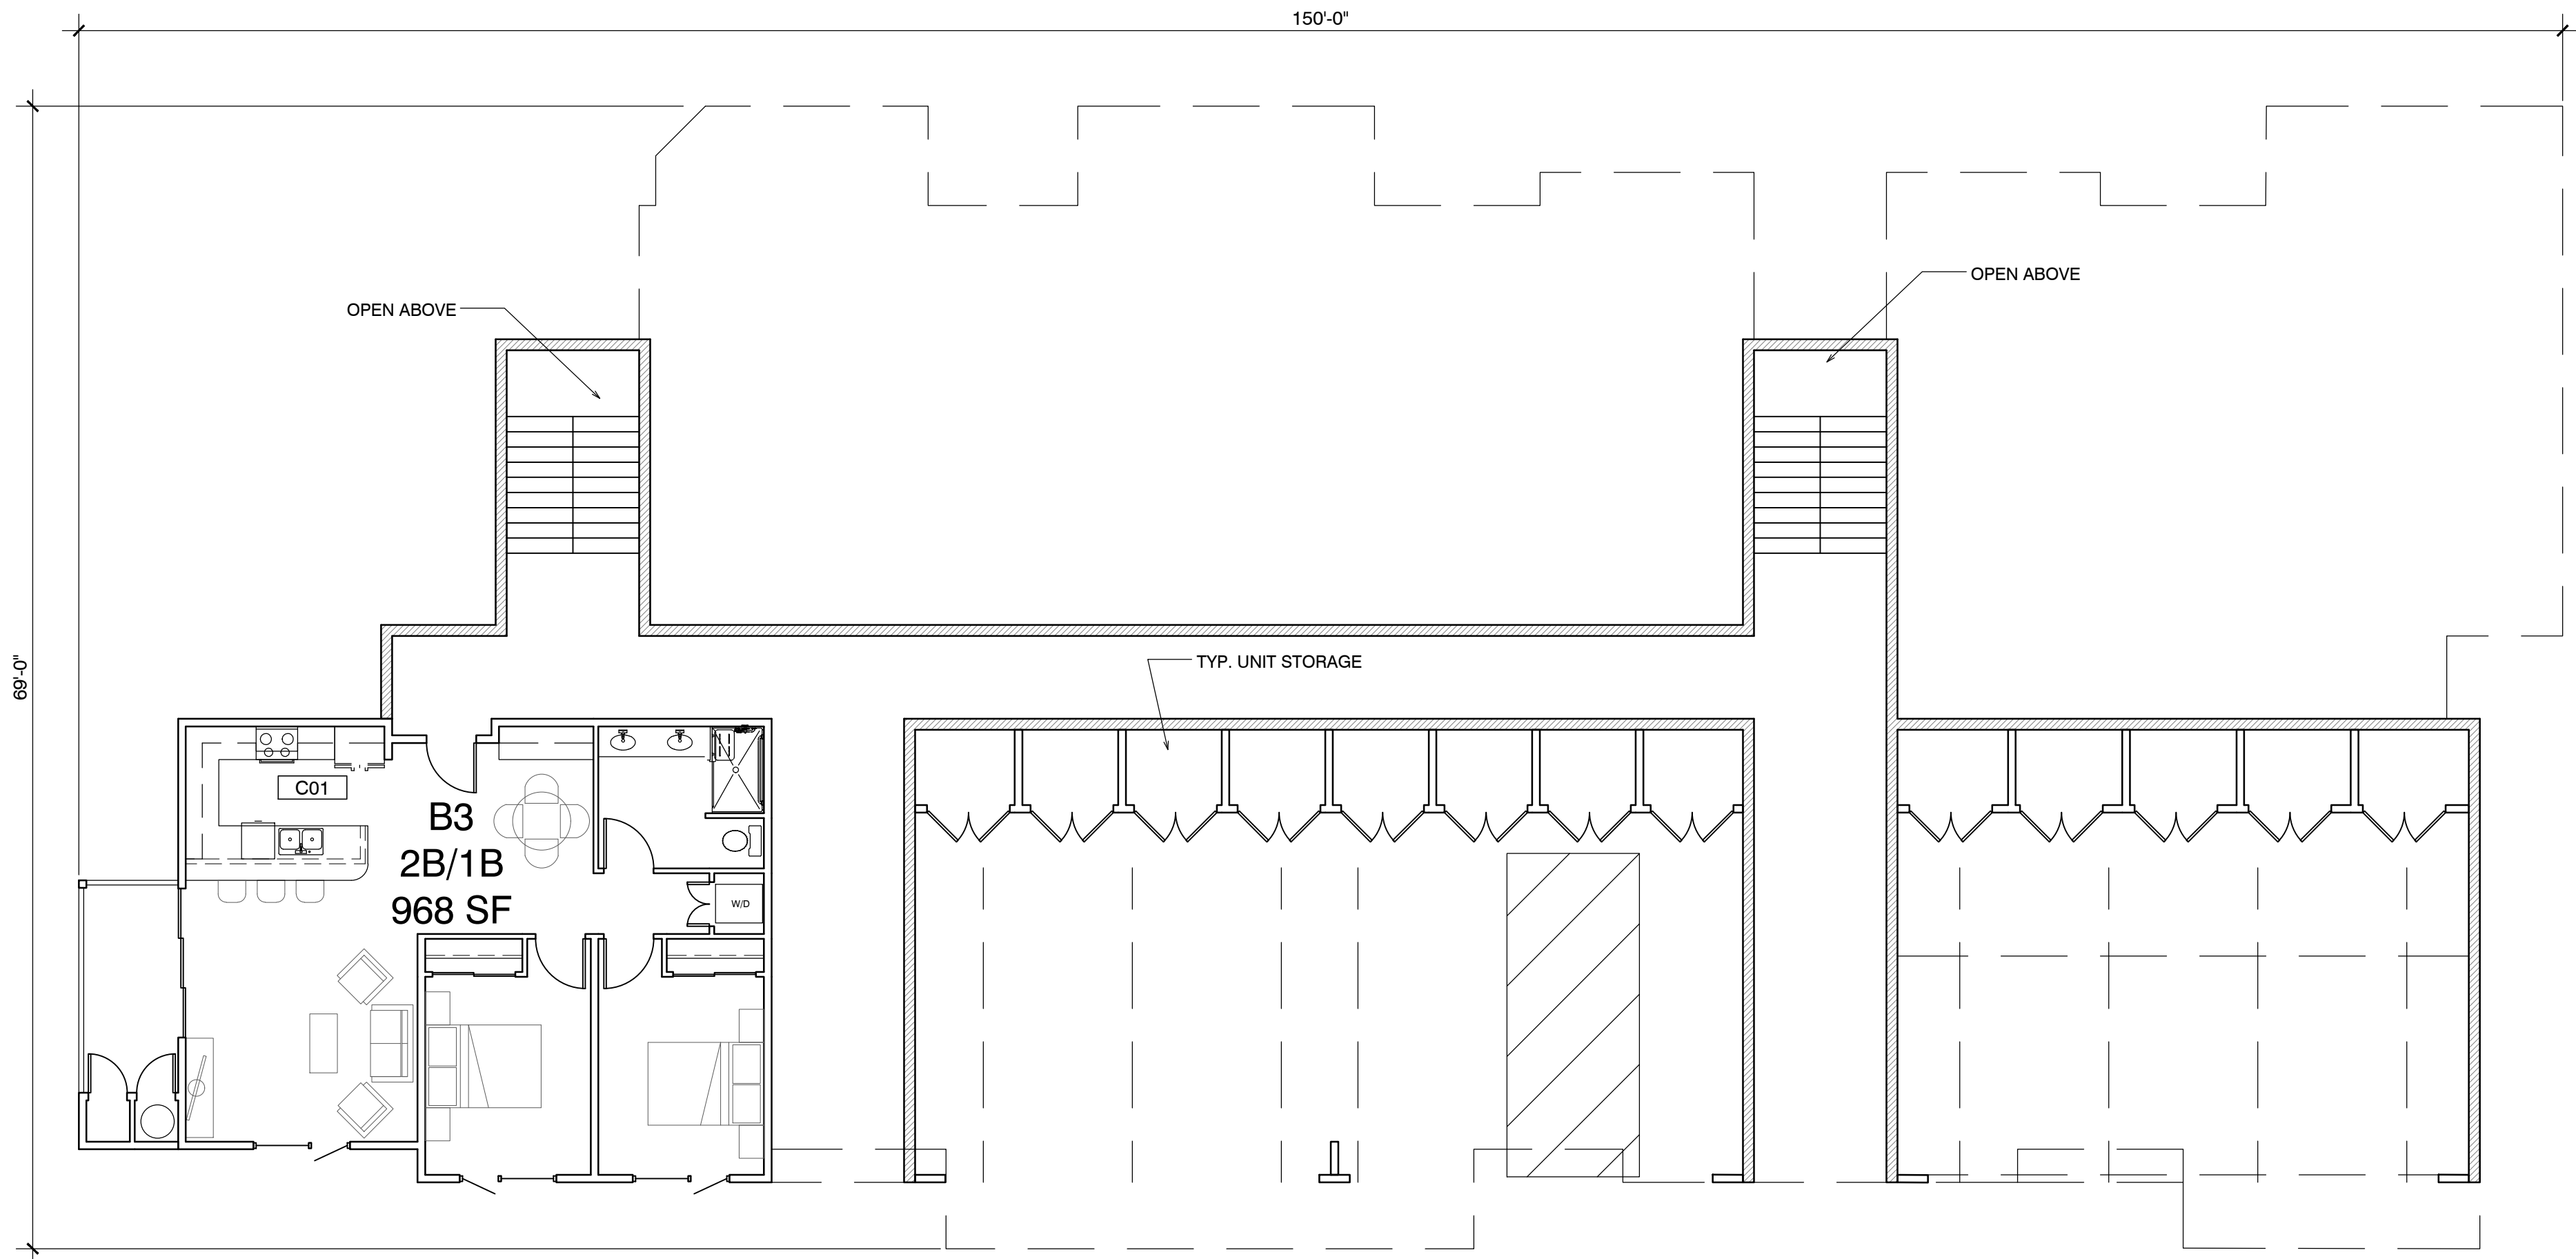 150'-0"
OPEN ABOVE
OPEN ABOVE
69'-0"
TYP. UNIT STORAGE
C01
B3
2B/1B
968 SF
W/D